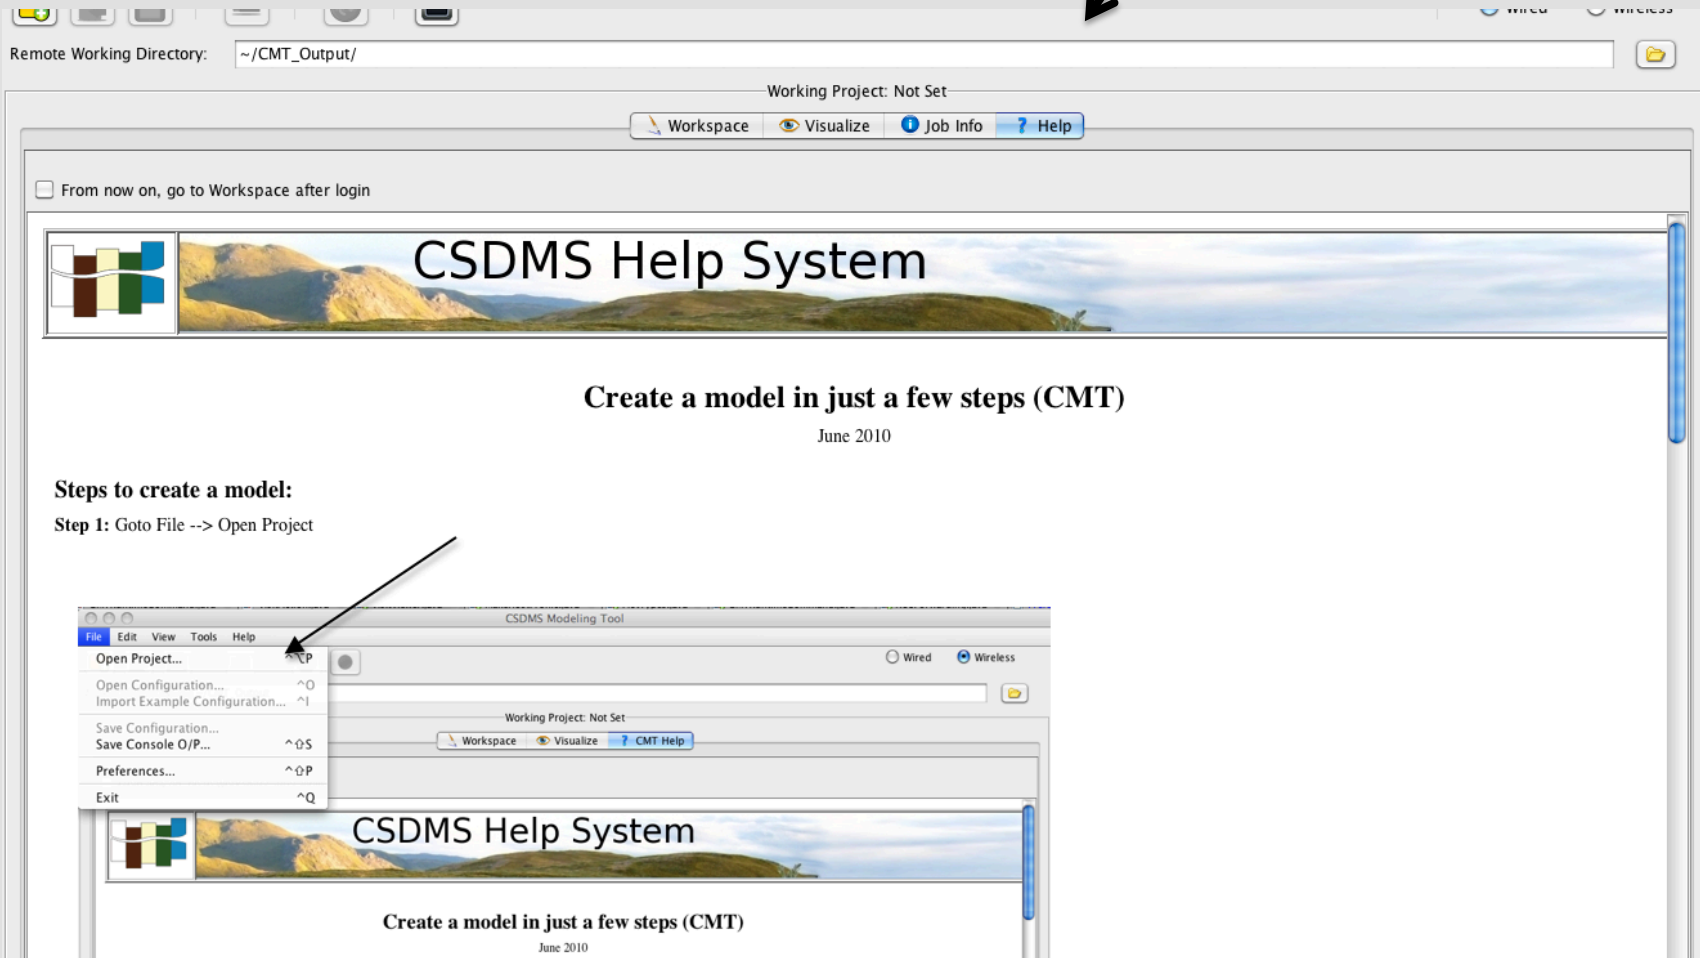 Wired Wireless
Remote Working Directory: ~/CMT_Output/
Working Project: Not Set
Workspace Visualize Job Info Help
From now on, go to Workspace after login
CSDMS Help System
Create a model in just a few steps (CMT)
June 2010
Steps to create a model:
Step 1: Goto File --> Open Project
CSDMS Modeling Tool
File Edit View Tools Help
Open Project... ^⌥P
Wired Wireless
Open Configuration... ^O
Import Example Configuration... ^I
Working Project: Not Set
Save Configuration...
Save Console O/P... ^⇧S
Workspace Visualize CMT Help
Preferences... ^⇧P
Exit ^Q
CSDMS Help System
Create a model in just a few steps (CMT)
June 2010